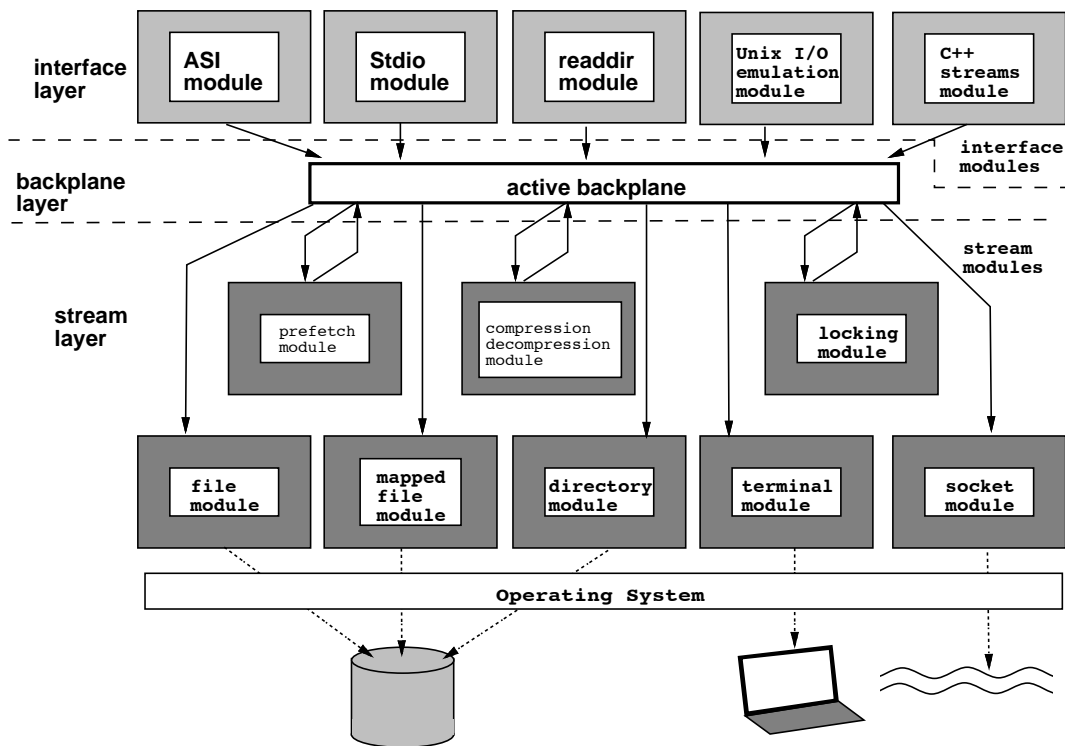 interface
layer
ASI
module
Stdio
module
readdir
module
Unix I/O
emulation
module
C++
streams
module
interface
modules
backplane
layer
active backplane
stream
modules
stream
layer
prefetch
module
compression
decompression
module
locking
module
file
module
mapped
file
module
directory
module
terminal
module
socket
module
Operating System